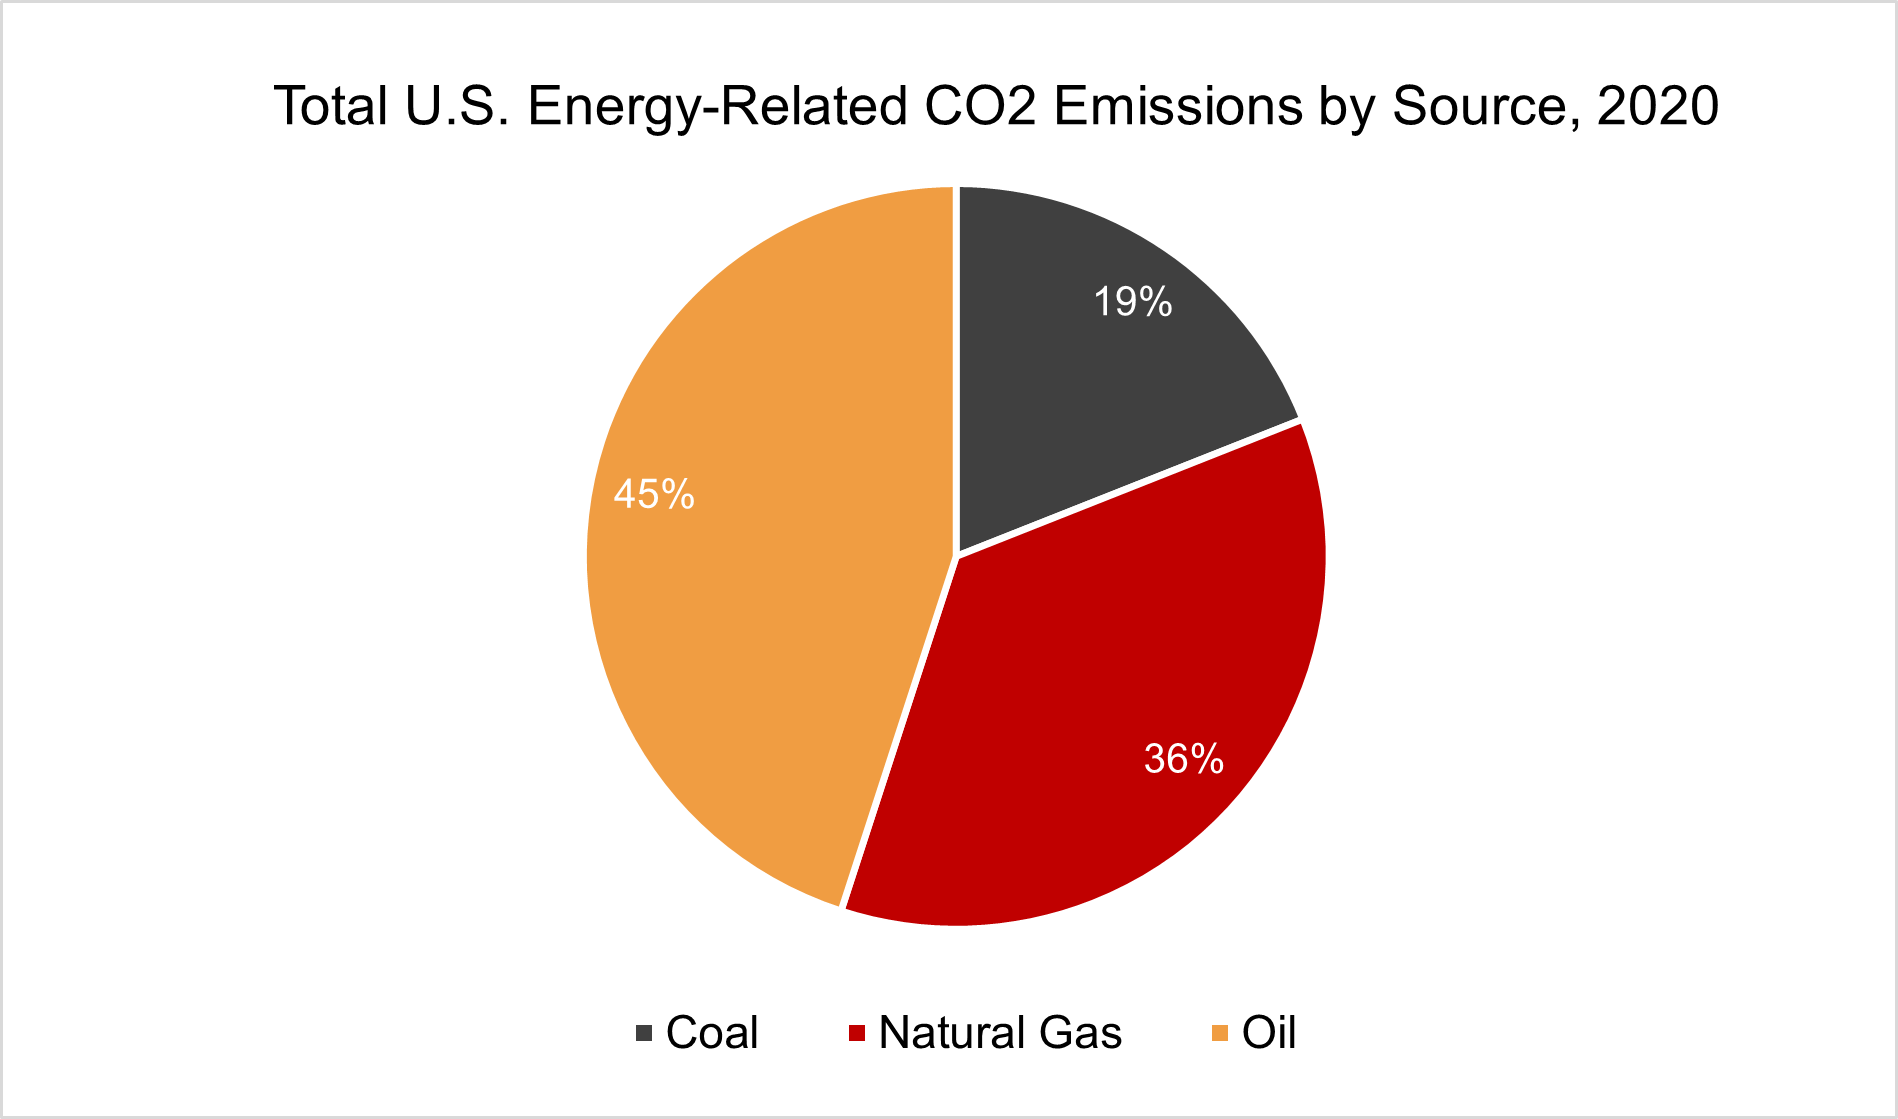 Total U.S. Energy-Related CO2 Emissions by Source, 2020
19%
45%
36%
Coal
Natural Gas
Oil